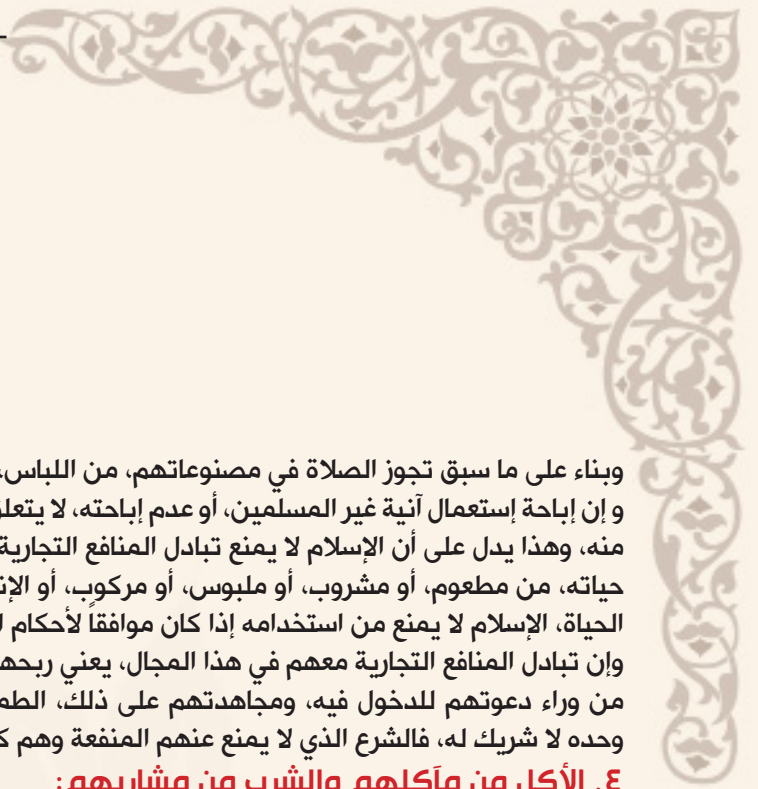 وبناء على ما سبق تجوز الصلاة في مصنوعاتهم، من اللباس،
و إن إباحة إستعمال آنية غير المسلمين، أو عدم إباحته، لا
منه، وهذا يدل على أن الإسلام لا يمنع تبادل المنافع التجارية
حياته، من مطعوم، أو مشروب، أو ملبوس، أو مركوبٍ، أو
الحياة، الإسلام لا يمنع من استخدامه إذا كان موافقاً لأحكام
وإن تبادل المنافع التجارية معهم في هذا المجال، يعني
من وراء دعوتهم للدخول فيه، ومجاهدتهم على ذلك،
وحده لا شريك له، فالشرع الذي لا يمنع عنهم المنفعة وهم
٤. الأكل من مآكلهم والشرب من مشاربهم: